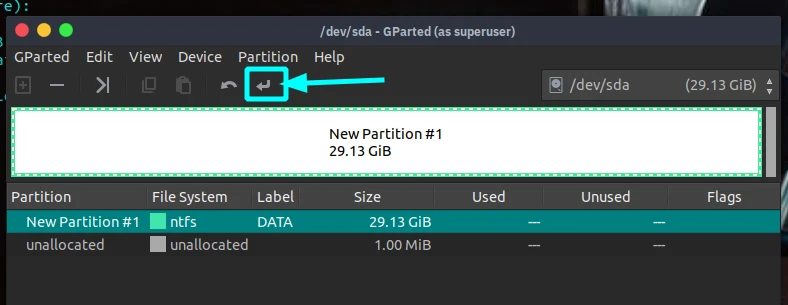 re):
/dev/sda - GParted (as superuser)
GParted Edit View Device Partition Help
/dev/sda (29.13 GiB)
New Partition #1
29.13 GiB
Partition File System Label Size Used Unused Flags
New Partition #1 ntfs DATA 29.13 GiB --- ---
unallocated unallocated 1.00 MiB --- ---